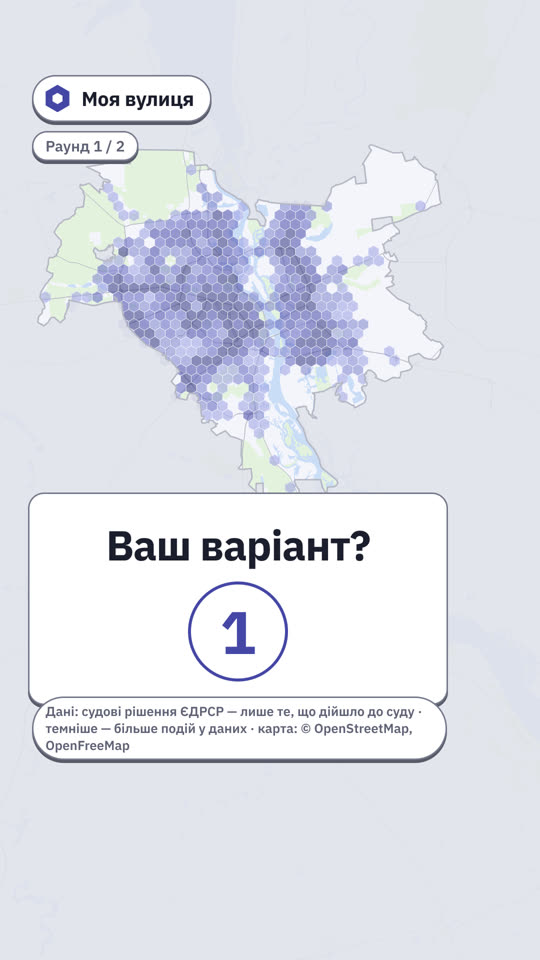 Моя вулиця
Раунд 1 / 2
Ваш варіант?
1
Дані: судові рішення ЄДРСР — лише те, що дійшло до суду ·
темніше — більше подій у даних · карта: © OpenStreetMap,
OpenFreeMap